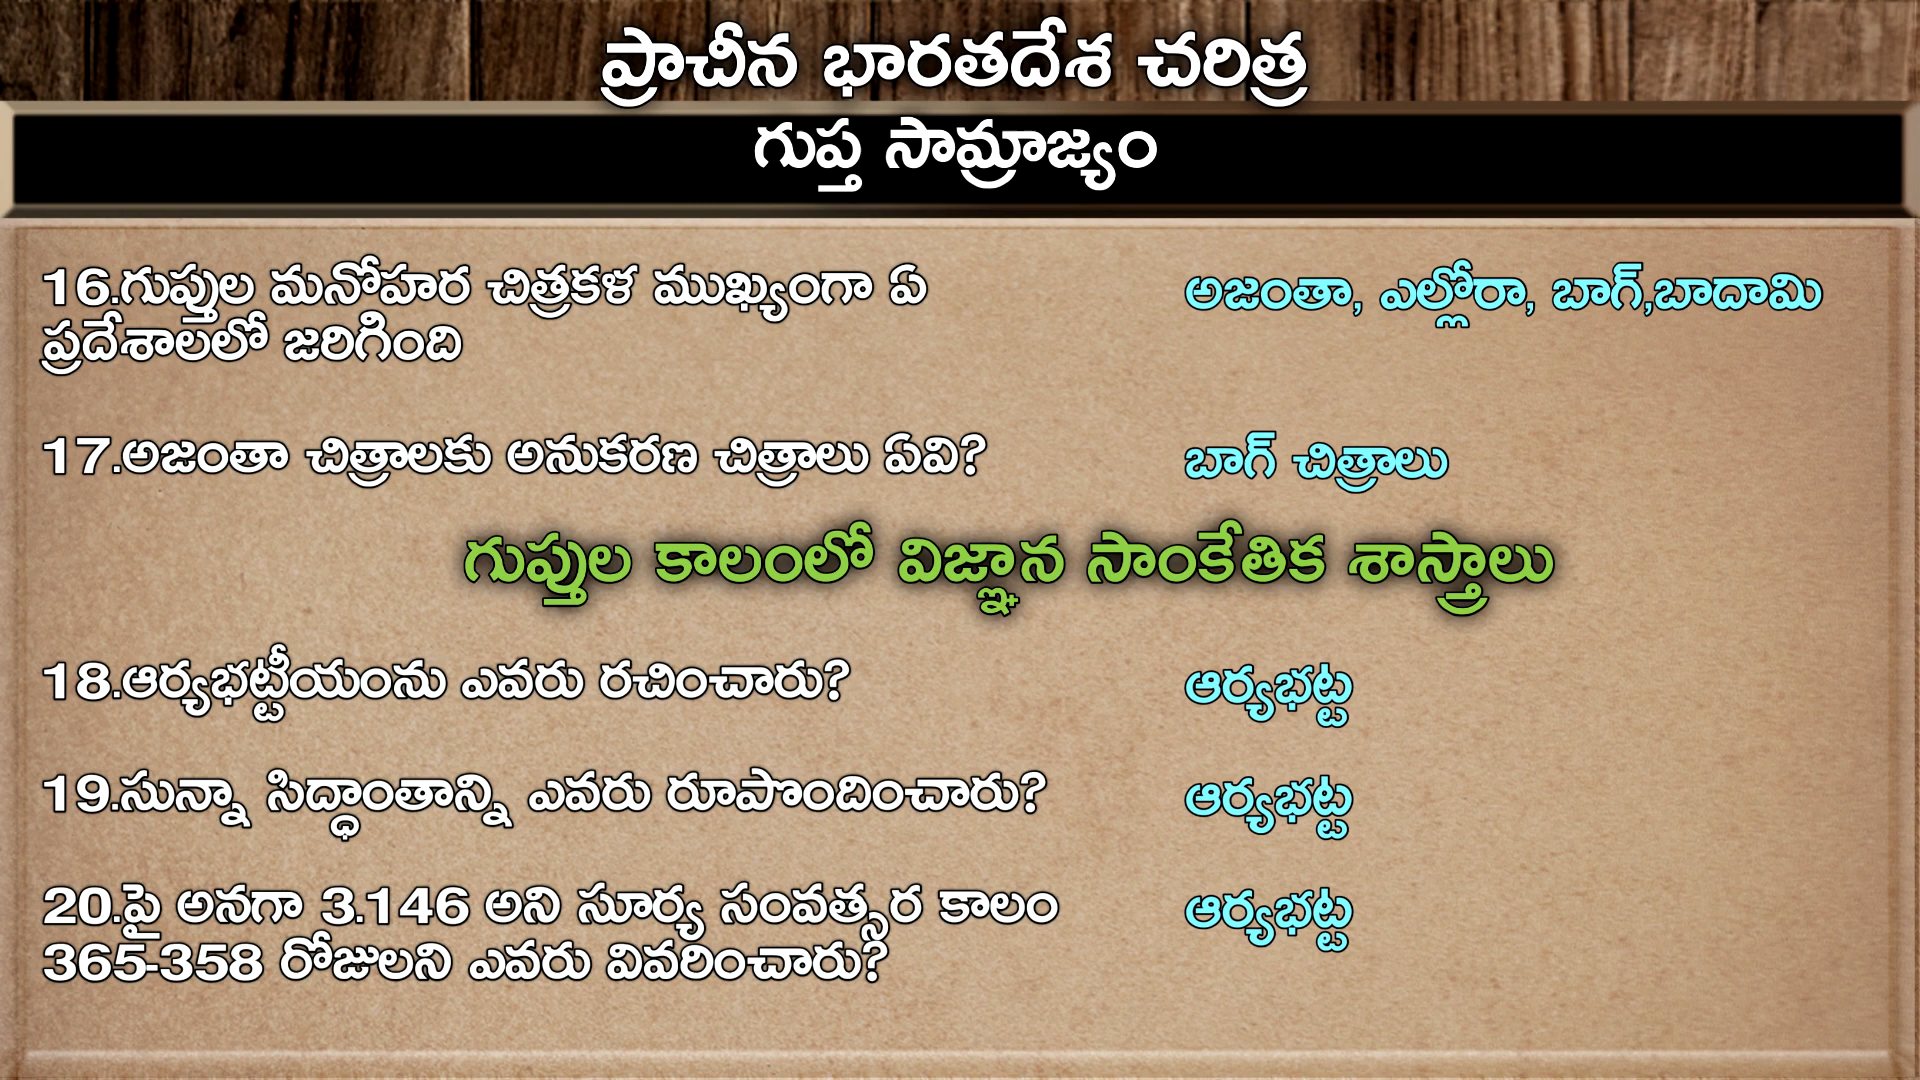 ప్రాచీన భారతదేశ చరిత్ర
గుప్త సామ్రాజ్యం
16.గుప్తుల మనోహర చిత్రకళ ముఖ్యంగా ఏ
ప్రదేశాలలో జరిగింది
అజంతా, ఎల్లోరా, బాగ్,బాదామి
17.అజంతా చిత్రాలకు అనుకరణ చిత్రాలు ఏవి?
బాగ్ చిత్రాలు
గుప్తుల కాలంలో విజ్ఞాన సాంకేతిక శాస్త్రాలు
18.ఆర్యభట్టీయంను ఎవరు రచించారు?
ఆర్యభట్ట
19.సున్నా సిద్ధాంతాన్ని ఎవరు రూపొందించారు?
ఆర్యభట్ట
20.పై అనగా 3.146 అని సూర్య సంవత్సర కాలం
365-358 రోజులని ఎవరు వివరించారు?
ఆర్యభట్ట